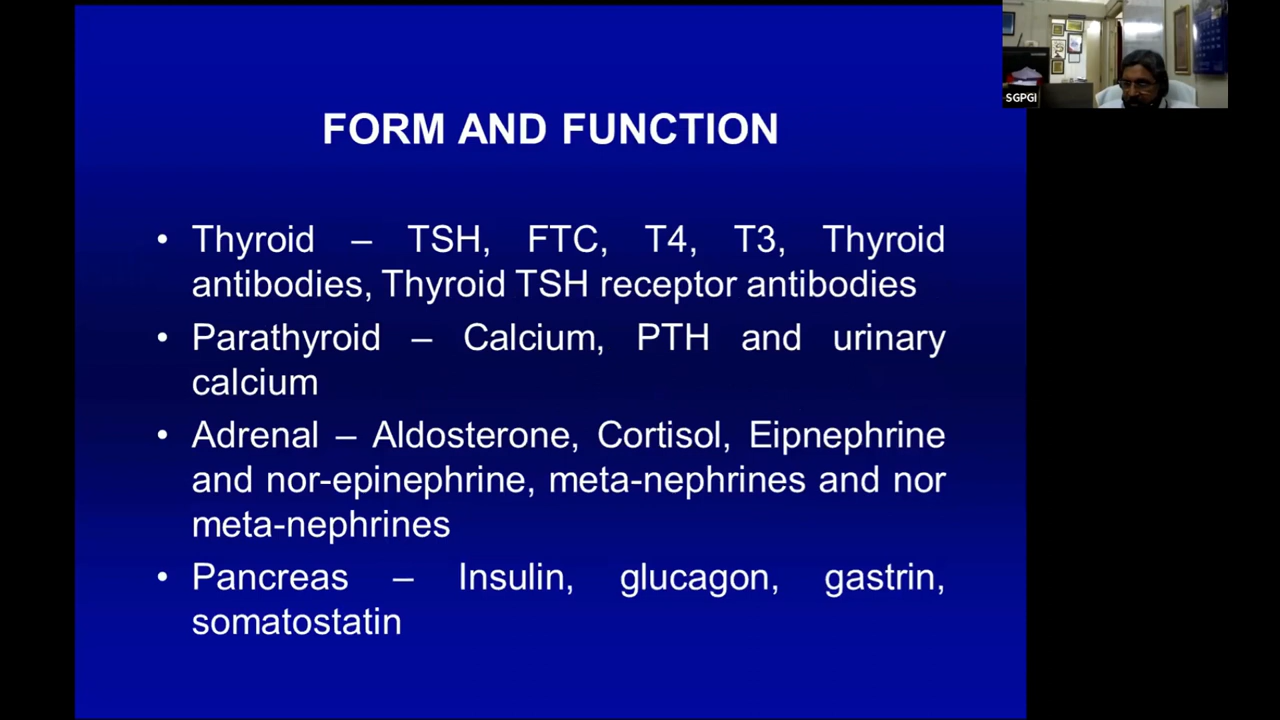 SGPGI
FORM AND FUNCTION
• Thyroid – TSH, FTC, T4, T3, Thyroid
antibodies, Thyroid TSH receptor antibodies
• Parathyroid – Calcium, PTH and urinary
calcium
• Adrenal – Aldosterone, Cortisol, Eipnephrine
and nor-epinephrine, meta-nephrines and nor
meta-nephrines
• Pancreas – Insulin, glucagon, gastrin,
somatostatin